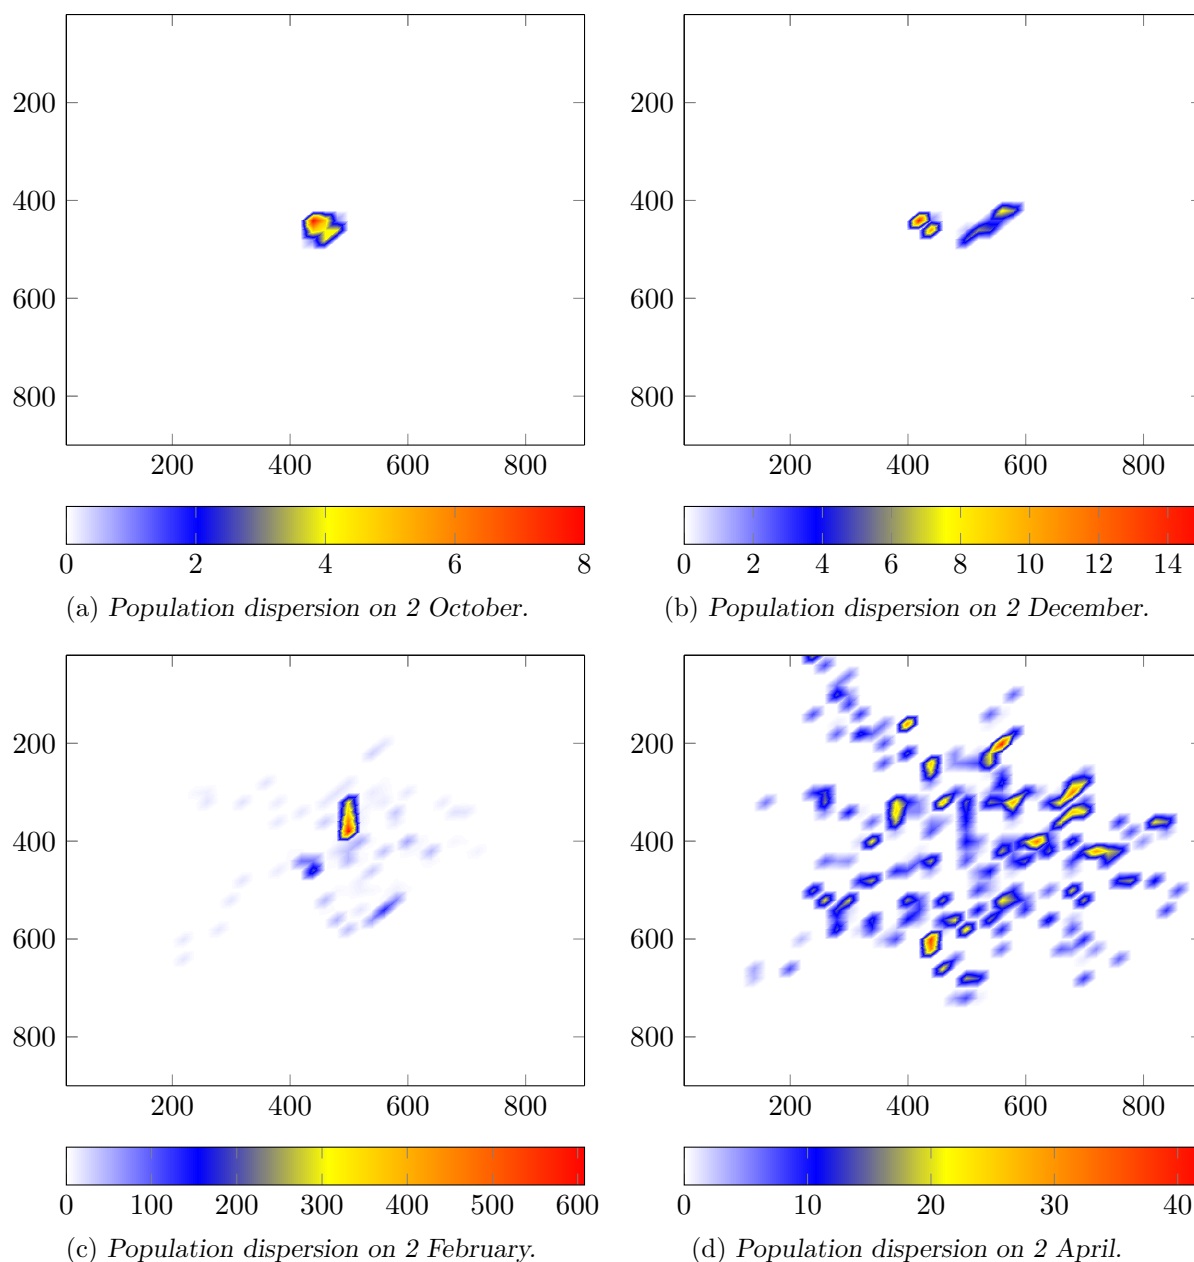 200
400
600
800
200 400 600 800
0 2 4 6 8
(a) Population dispersion on 2 October.
200
400
600
800
200 400 600 800
0 2 4 6 8 10 12 14
(b) Population dispersion on 2 December.
200
400
600
800
200 400 600 800
0 100 200 300 400 500 600
(c) Population dispersion on 2 February.
200
400
600
800
200 400 600 800
0 10 20 30 40
(d) Population dispersion on 2 April.